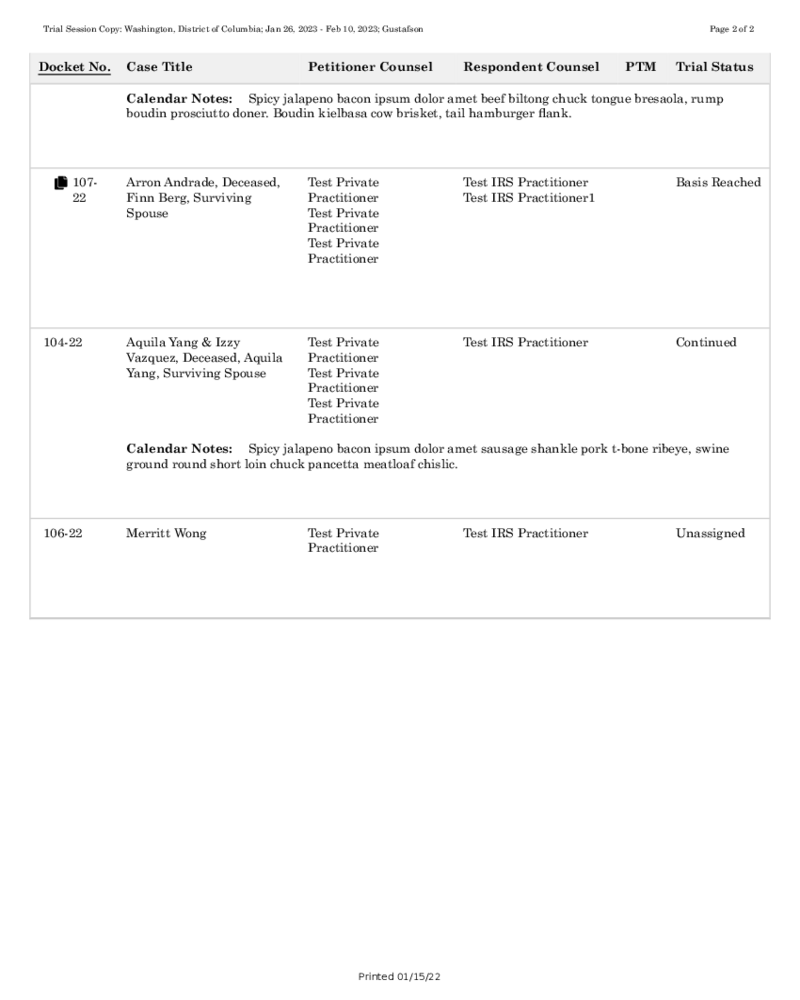 Trial Session Copy: Washington, District of Columbia; Jan 26, 2023 - Feb 10, 2023; Gustafson Page 2 of 2
Docket No. Case Title Petitioner Counsel Respondent Counsel PTM Trial Status
Calendar Notes: Spicy jalapeno bacon ipsum dolor amet beef biltong chuck tongue bresaola, rump
boudin prosciutto doner. Boudin kielbasa cow brisket, tail hamburger flank.
107- Arron Andrade, Deceased, Test Private Test IRS Practitioner Basis Reached
22 Finn Berg, Surviving Practitioner Test IRS Practitioner1
Spouse Test Private
Practitioner
Test Private
Practitioner
104-22 Aquila Yang & Izzy Test Private Test IRS Practitioner Continued
Vazquez, Deceased, Aquila Practitioner
Yang, Surviving Spouse Test Private
Practitioner
Test Private
Practitioner
Calendar Notes: Spicy jalapeno bacon ipsum dolor amet sausage shankle pork t-bone ribeye, swine
ground round short loin chuck pancetta meatloaf chislic.
106-22 Merritt Wong Test Private Test IRS Practitioner Unassigned
Practitioner
Printed 01/15/22